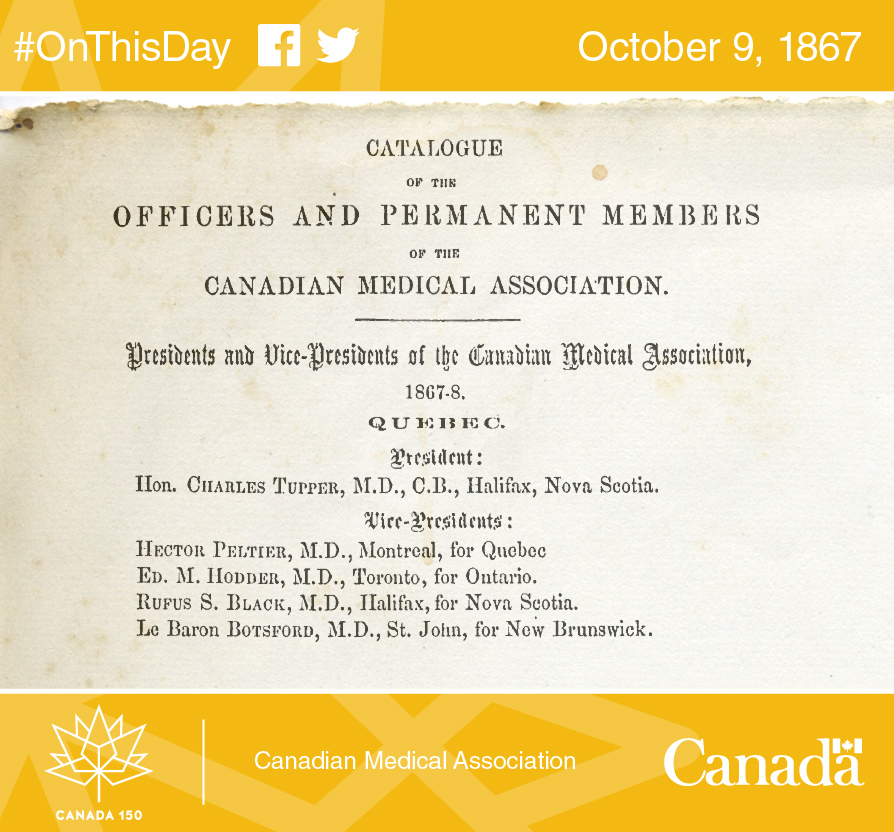 #OnThisDay
October 9, 1867
CATALOGUE
OF THE
OFFICERS AND PERMANENT MEMBERS
OF THE
CANADIAN MEDICAL ASSOCIATION.
Presidents and Vice-Presidents of the Canadian Medical Association,
1867-8.
QUEBEC.
President:
Hon. CHARLES TUPPER, M.D., C.B., Halifax, Nova Scotia.
Vice-Presidents:
HECTOR PELTIER, M.D., Montreal, for Quebec
ED. M. HODDER, M.D., Toronto, for Ontario.
RUFUS S. BLACK, M.D., Halifax, for Nova Scotia.
Le Baron BOTSFORD, M.D., St. John, for New Brunswick.
CANADA 150
Canadian Medical Association
Canada